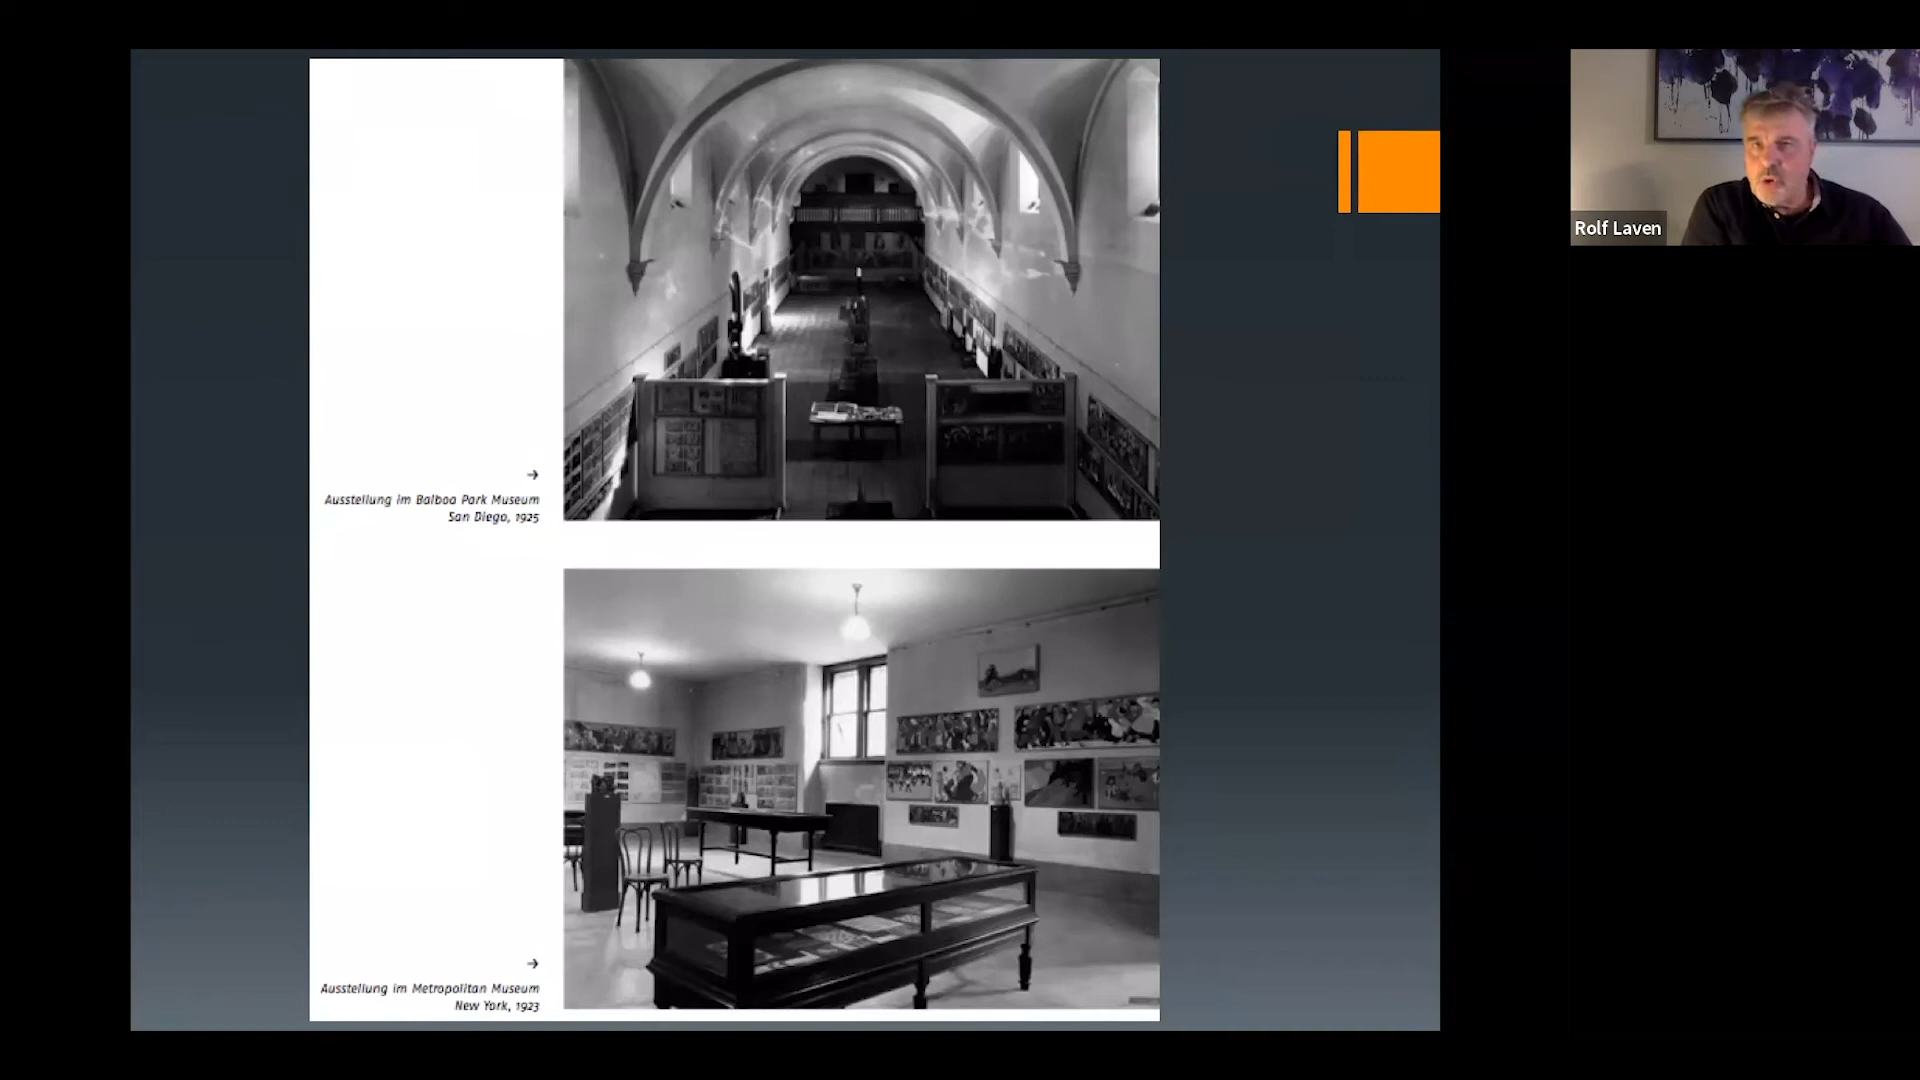 →
Ausstellung im Balboa Park Museum
San Diego, 1925
→
Ausstellung im Metropolitan Museum
New York, 1923
Rolf Laven